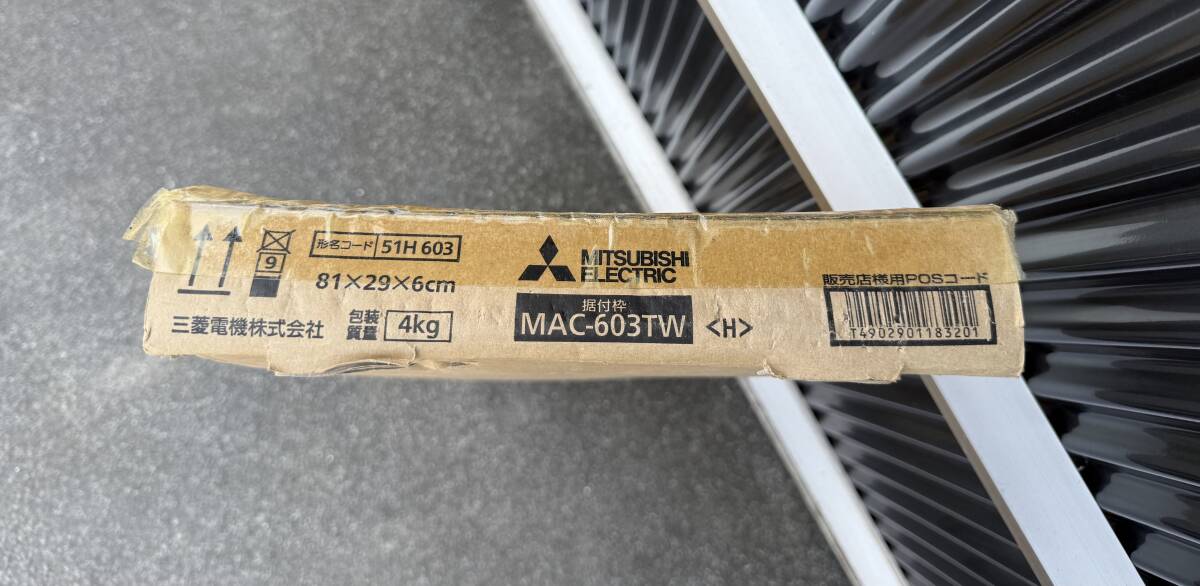 9
形名コード 51H 603
81×29×6cm
三菱電機株式会社
包装質量 4kg
MITSUBISHI
ELECTRIC
据付枠
MAC-603TW <H>
販売店様用POSコード
T4902901183201